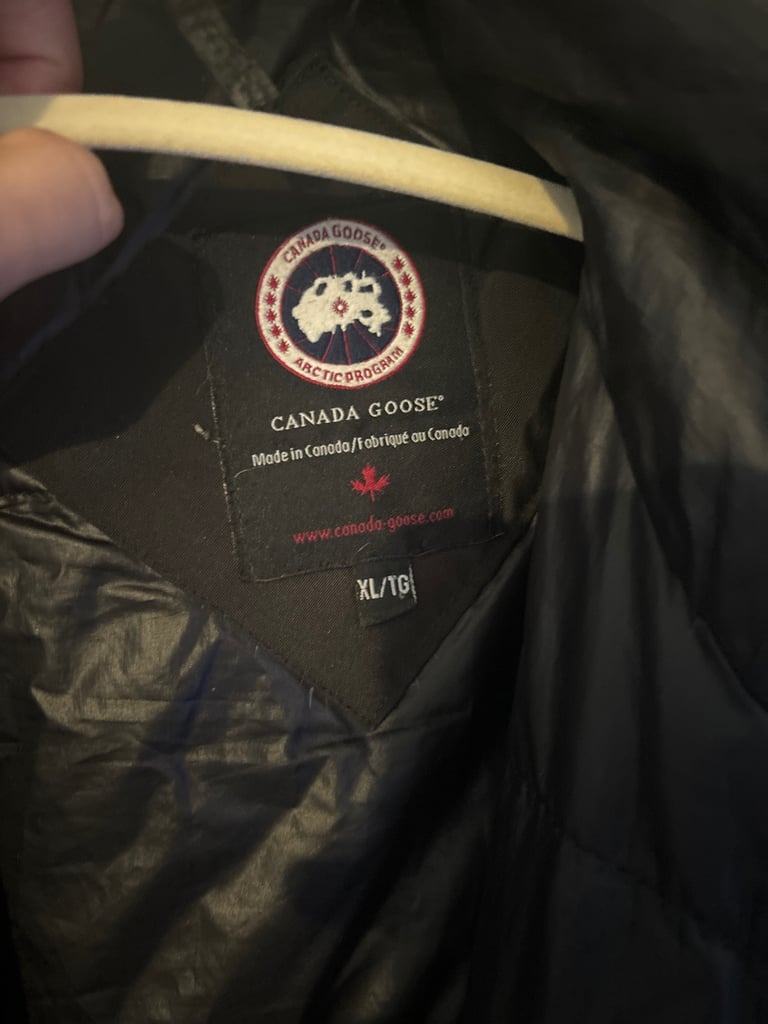 CANADA GOOSE®
ARCTIC PROGRAM
CANADA GOOSE®
Made in Canada/Fabriqué au Canada
www.canada-goose.com
XL/TG